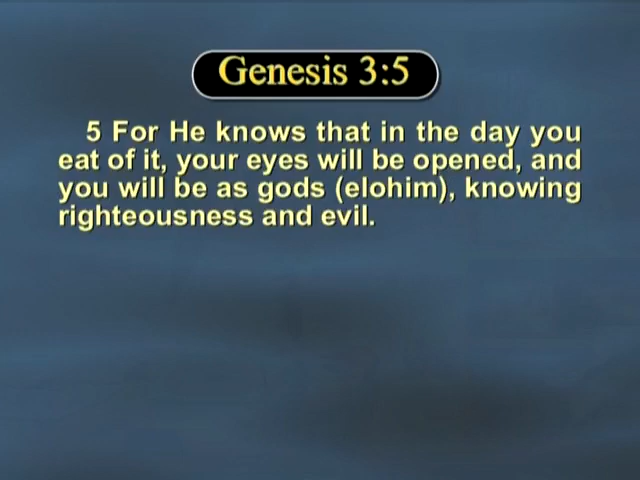 Genesis 3:5
5 For He knows that in the day you
eat of it, your eyes will be opened, and
you will be as gods (elohim), knowing
righteousness and evil.